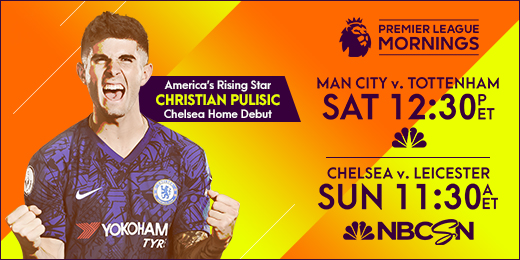 PREMIER LEAGUE
MORNINGS
America's Rising Star
CHRISTIAN PULISIC
Chelsea Home Debut
MAN CITY v. TOTTENHAM
SAT 12:30 P ET
CHELSEA v. LEICESTER
SUN 11:30 A ET
NBCSN
YOKOHAMA
TYRES